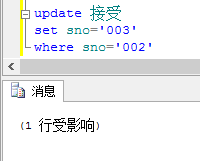 update 接受
set sno='003'
where sno='002'
消息
(1 行受影响)